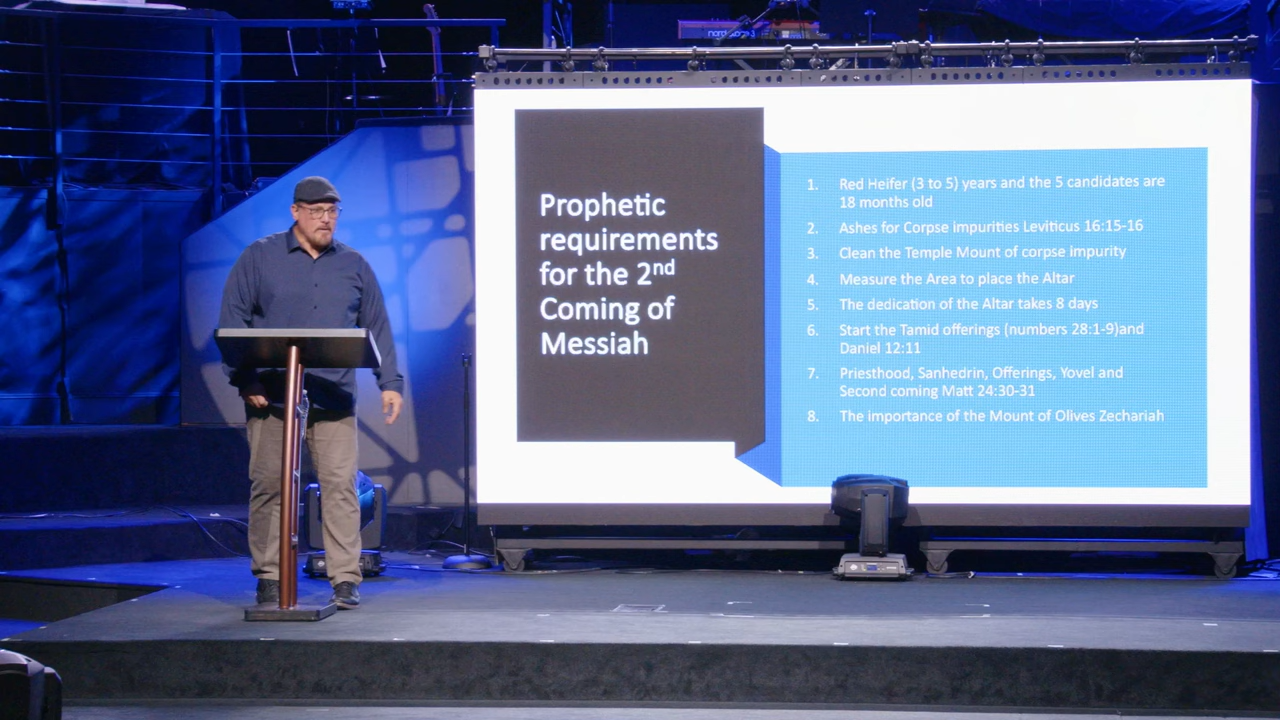 nord stage 3
Prophetic
requirements
for the 2nd
Coming of
Messiah
1. Red Heifer (3 to 5) years and the 5 candidates are
18 months old
2. Ashes for Corpse impurities Leviticus 16:15-16
3. Clean the Temple Mount of corpse impurity
4. Measure the Area to place the Altar
5. The dedication of the Altar takes 8 days
6. Start the Tamid offerings (numbers 28:1-9)and
Daniel 12:11
7. Priesthood, Sanhedrin, Offerings, Yovel and
Second coming Matt 24:30-31
8. The importance of the Mount of Olives Zechariah